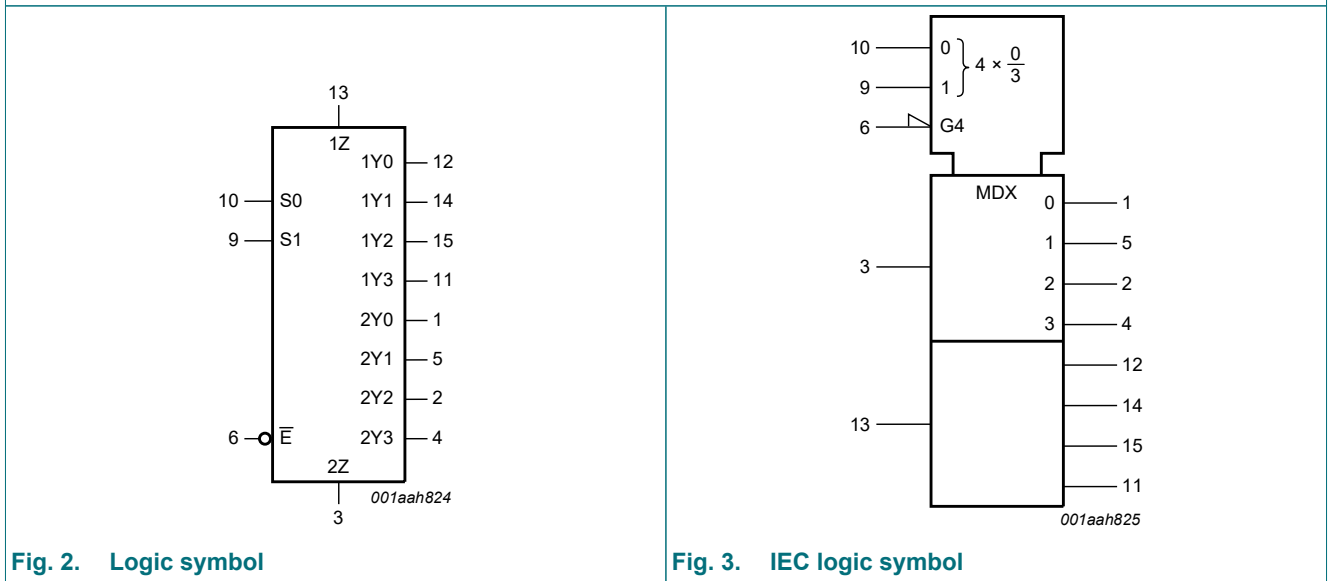 13
1Z
1Y0 12
10 S0 1Y1 14
9 S1 1Y2 15
1Y3 11
2Y0 1
2Y1 5
2Y2 2
6 E̅ 2Y3 4
2Z
3
001aah824
Fig. 2. Logic symbol
10 0
9 1
4 × 0/3
6 G4
MDX
0 1
1 5
3
2 2
3 4
12
14
13
15
11
001aah825
Fig. 3. IEC logic symbol